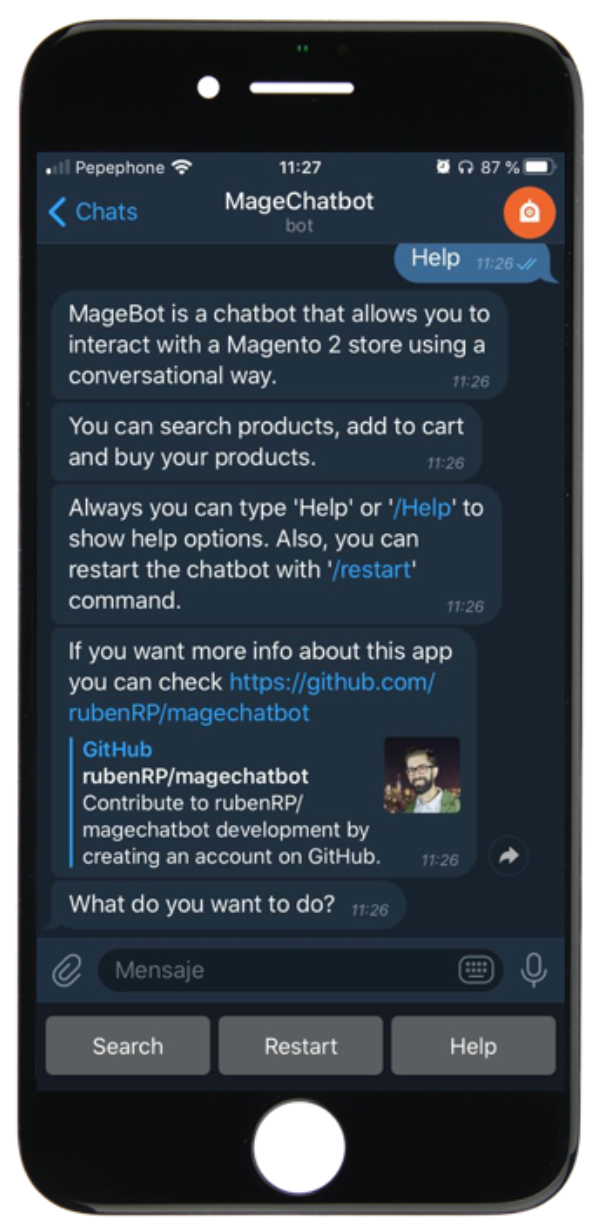 Pepephone 11:27 87 %
Chats MageChatbot
bot
Help 11:26
MageBot is a chatbot that allows you to
interact with a Magento 2 store using a
conversational way. 11:26
You can search products, add to cart
and buy your products. 11:26
Always you can type 'Help' or '/Help' to
show help options. Also, you can
restart the chatbot with '/restart'
command. 11:26
If you want more info about this app
you can check https://github.com/
rubenRP/magechatbot
GitHub
rubenRP/magechatbot
Contribute to rubenRP/
magechatbot development by
creating an account on GitHub. 11:26
What do you want to do? 11:26
Mensaje
Search Restart Help